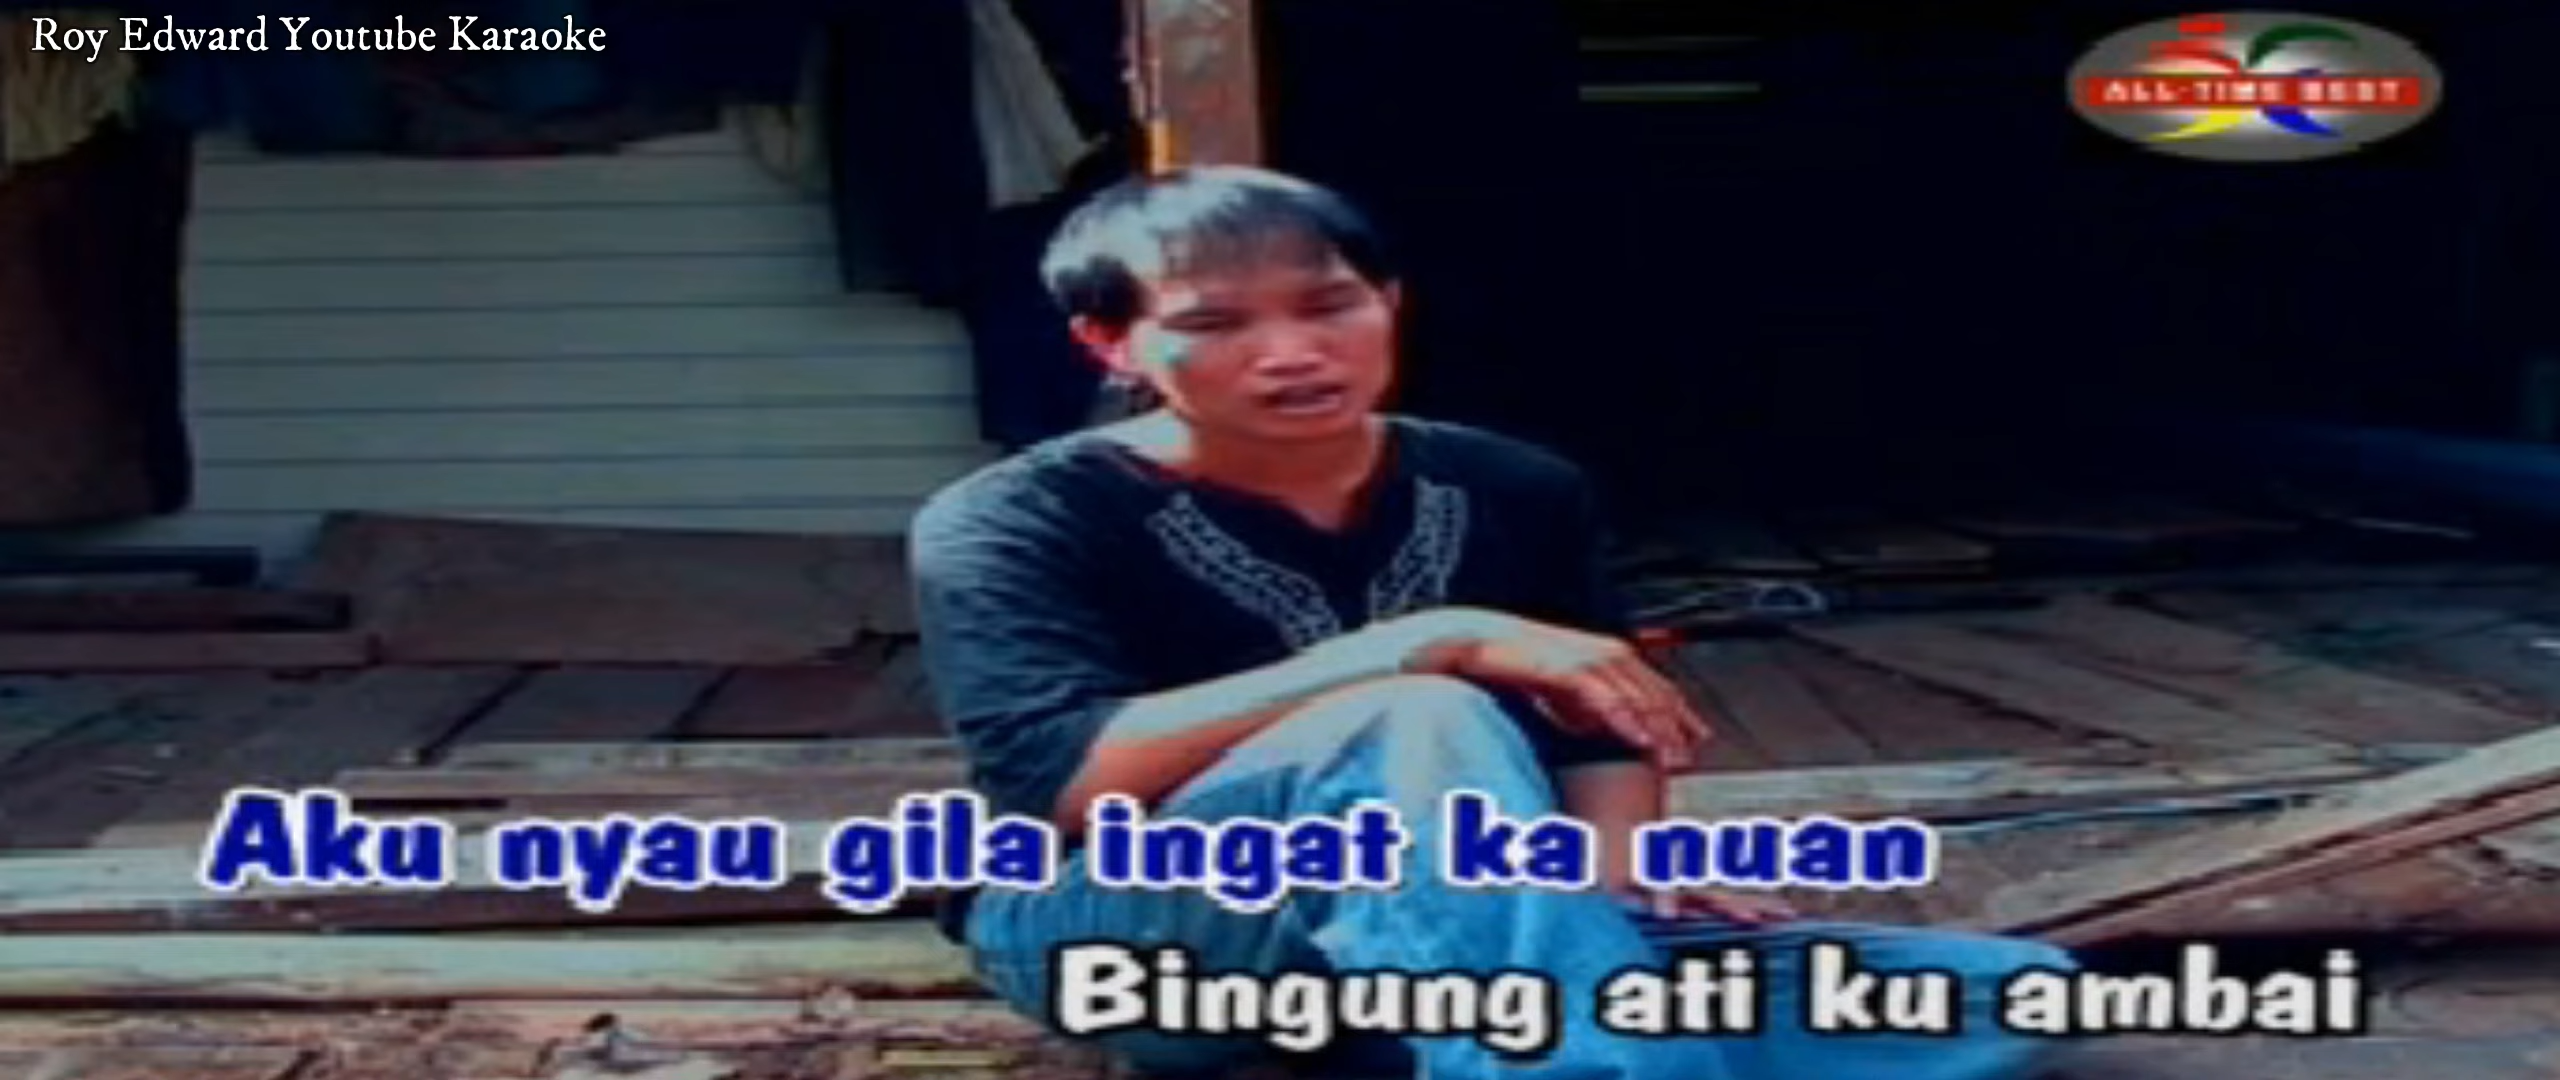 Roy Edward Youtube Karaoke
ALL-TIME BEST
Aku nyau gila ingat ka nuan
Bingung ati ku ambai